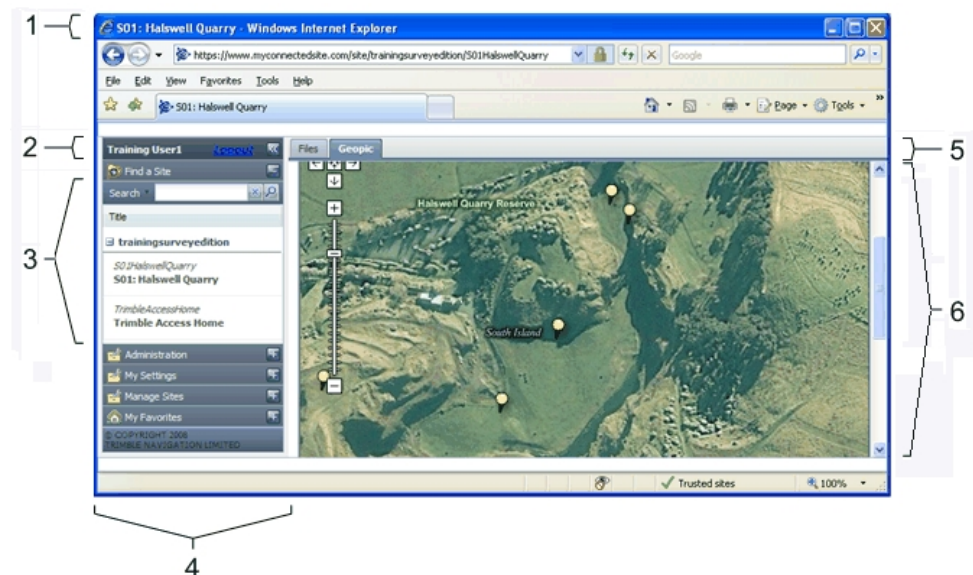 1
S01: Halswell Quarry - Windows Internet Explorer
https://www.myconnectedsite.com/site/trainingsurveyedition/S01HalswellQuarry
Google
File Edit View Favorites Tools Help
S01: Halswell Quarry
Page Tools
2
Training User1 Logout
Files Geopic
5
Find a Site
Search
Title
Halswell Quarry Reserve
trainingsurveyedition
3
S01HalswellQuarry
S01: Halswell Quarry
TrimbleAccessHome
Trimble Access Home
South Island
6
Administration
My Settings
Manage Sites
My Favorites
© COPYRIGHT 2008
TRIMBLE NAVIGATION LIMITED
Trusted sites
100%
4